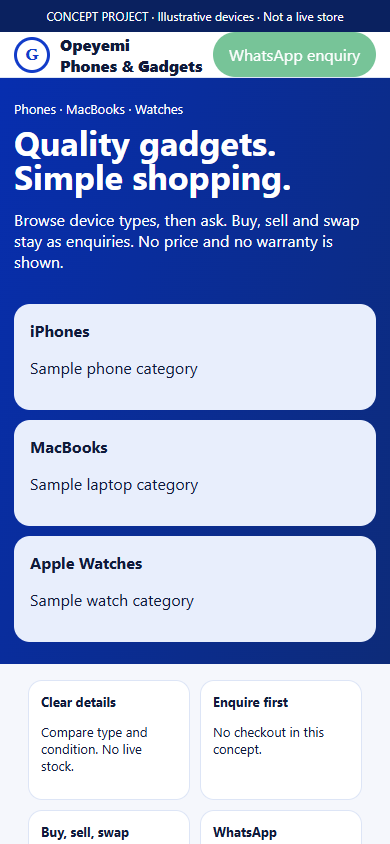 CONCEPT PROJECT · Illustrative devices · Not a live store
G
Opeyemi
Phones & Gadgets
WhatsApp enquiry
Phones · MacBooks · Watches
Quality gadgets.
Simple shopping.
Browse device types, then ask. Buy, sell and swap
stay as enquiries. No price and no warranty is
shown.
iPhones
Sample phone category
MacBooks
Sample laptop category
Apple Watches
Sample watch category
Clear details
Compare type and
condition. No live
stock.
Enquire first
No checkout in this
concept.
Buy, sell, swap
WhatsApp